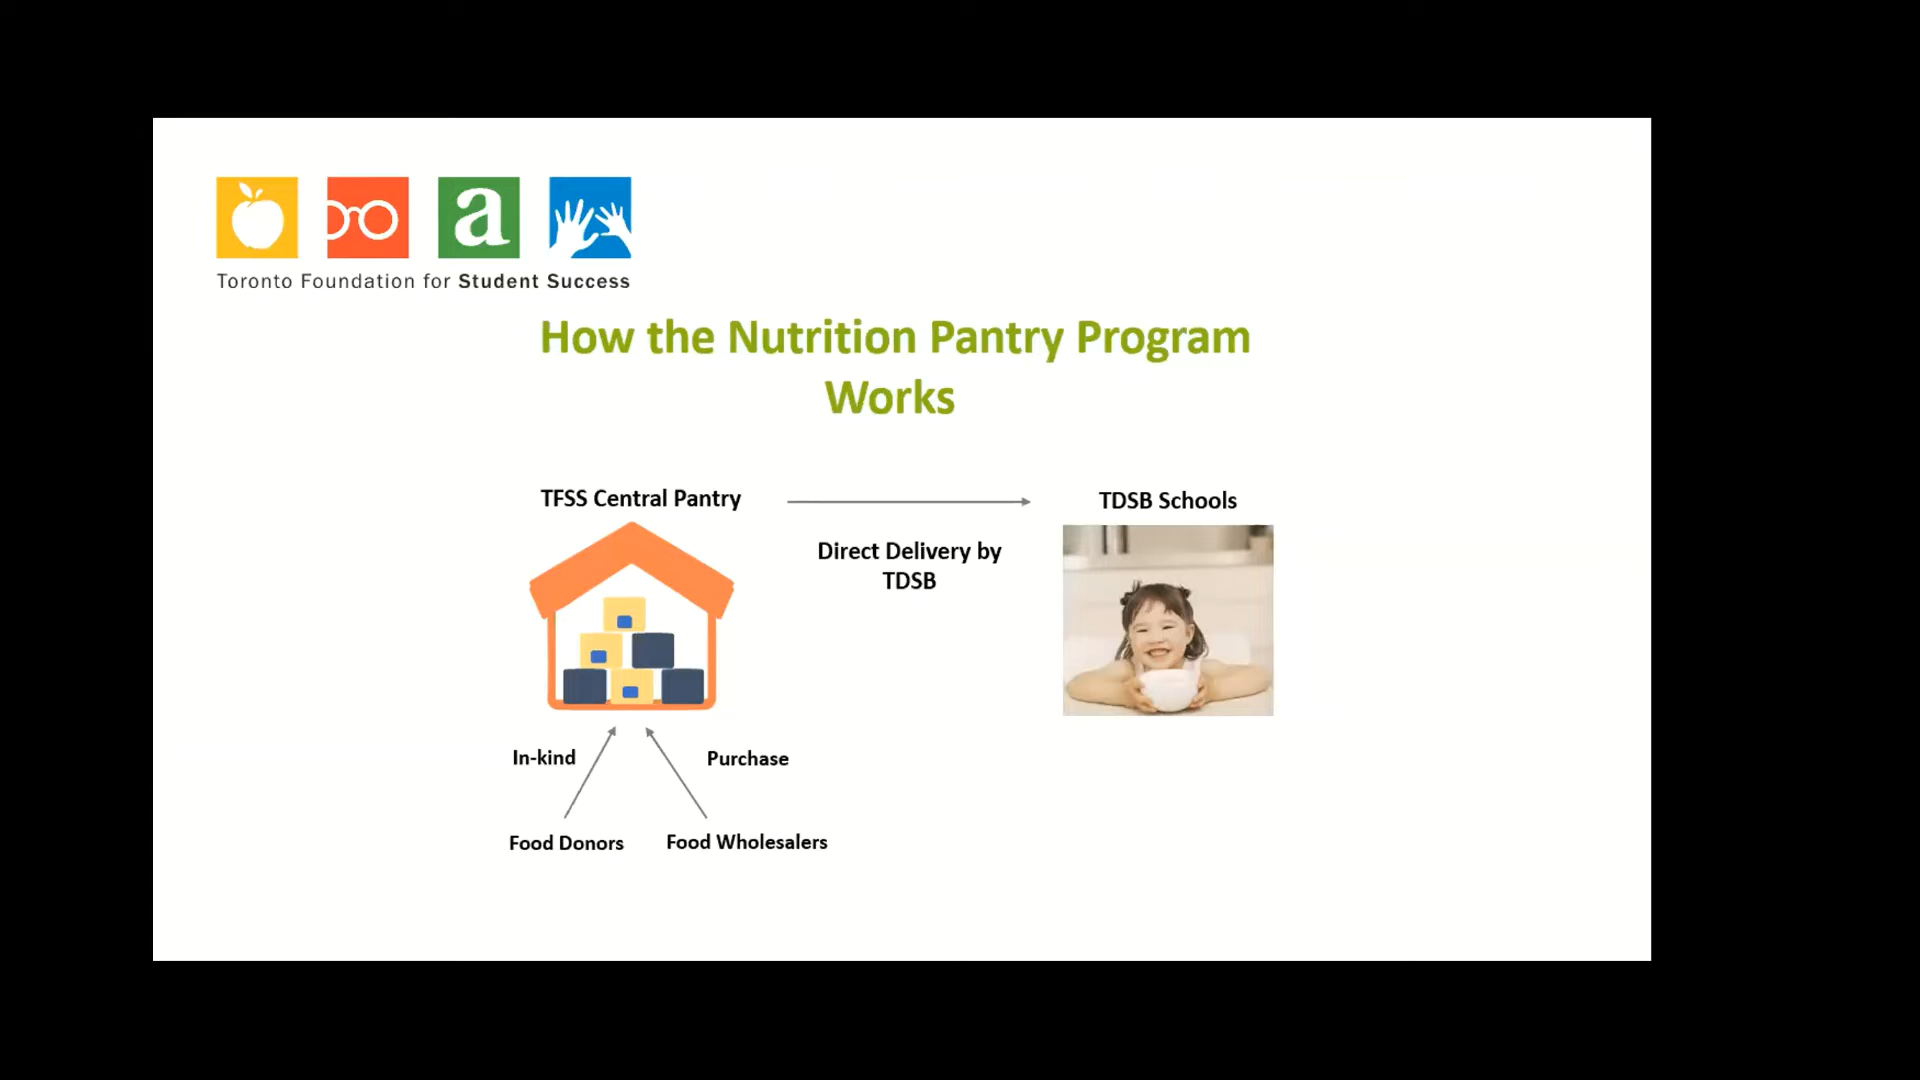 a
Toronto Foundation for Student Success
How the Nutrition Pantry Program
Works
TFSS Central Pantry
TDSB Schools
Direct Delivery by
TDSB
In-kind
Purchase
Food Donors
Food Wholesalers